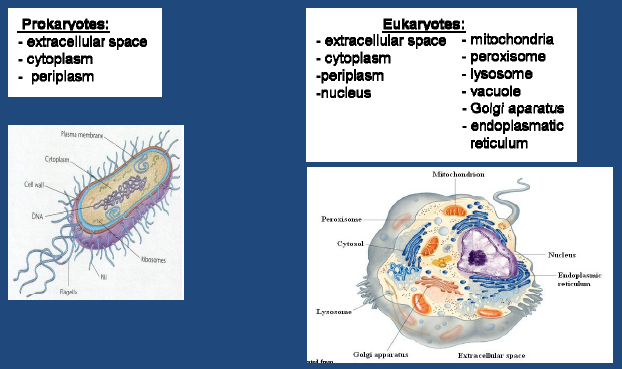 Prokaryotes:
- extracellular space
- cytoplasm
- periplasm
Eukaryotes:
- extracellular space
- cytoplasm
-periplasm
-nucleus
- mitochondria
- peroxisome
- lysosome
- vacuole
- Golgi aparatus
- endoplasmatic
reticulum
Plasma membrane
Cytoplasm
Cell wall
DNA
Ribosomes
Pili
Flagella
Mitochondrion
Peroxisome
Cytosol
Nucleus
Endoplasmic
reticulum
Lysosome
Golgi apparatus
Extracellular space